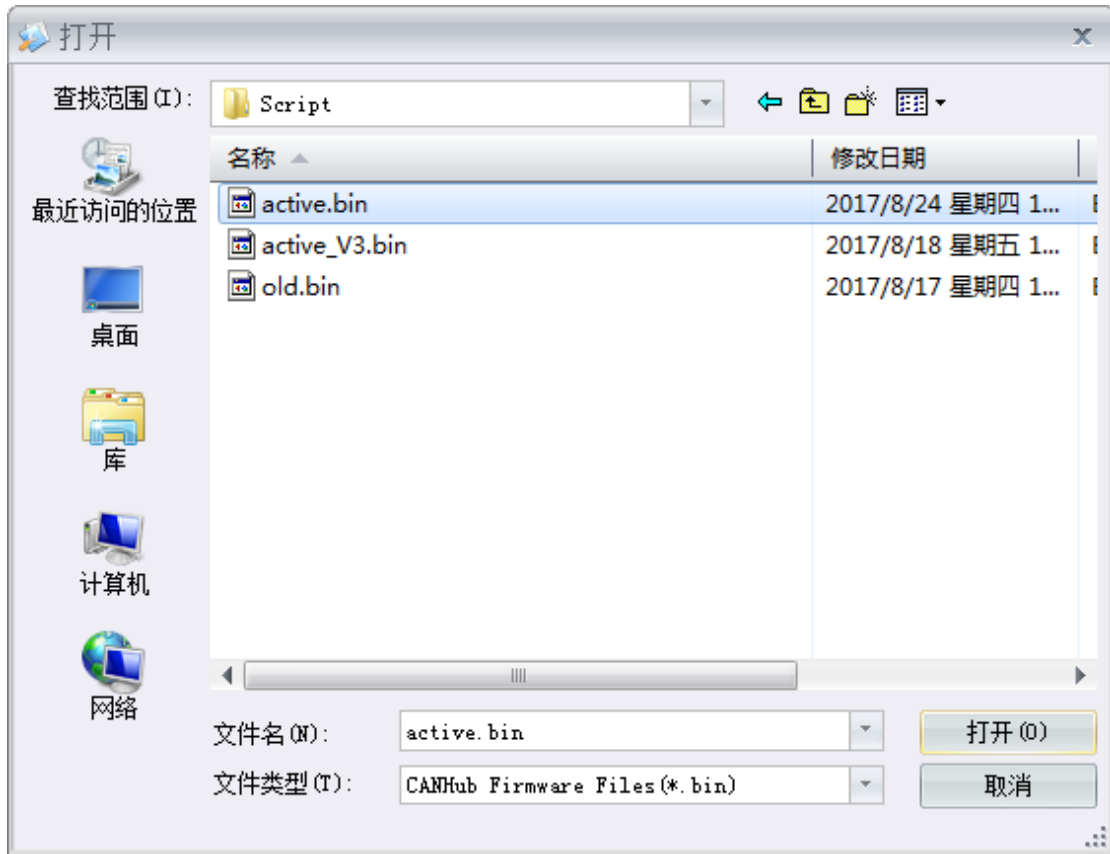 打开
查找范围(I):
Script
名称
修改日期
active.bin
2017/8/24 星期四 1...
active_V3.bin
2017/8/18 星期五 1...
old.bin
2017/8/17 星期四 1...
最近访问的位置
桌面
库
计算机
网络
文件名(N):
active.bin
打开(O)
文件类型(T):
CANHub Firmware Files(*.bin)
取消